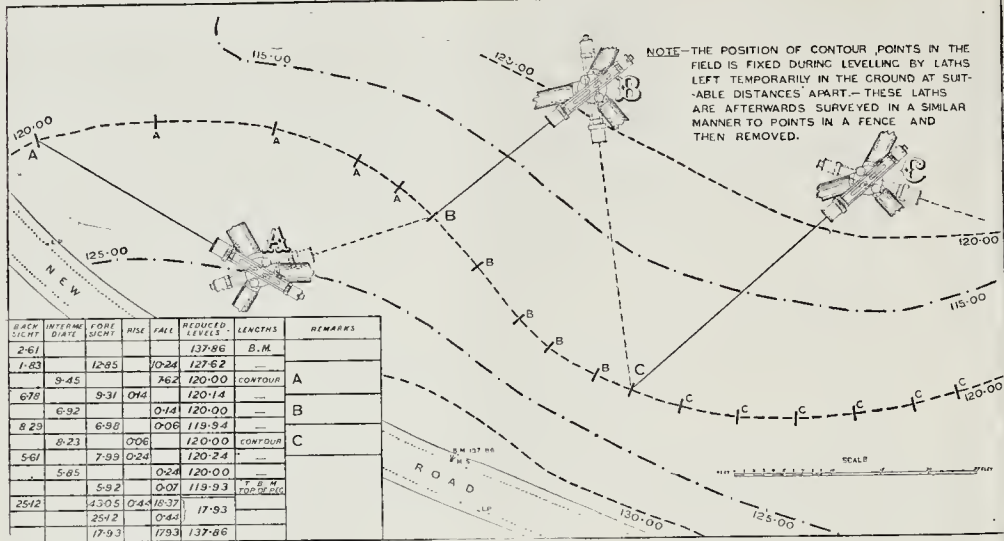 NOTE—THE POSITION OF CONTOUR POINTS IN THE
FIELD IS FIXED DURING LEVELLING BY LATHS
LEFT TEMPORARILY IN THE GROUND AT SUIT-
-ABLE DISTANCES APART.— THESE LATHS
ARE AFTERWARDS SURVEYED IN A SIMILAR
MANNER TO POINTS IN A FENCE AND
THEN REMOVED.
115·00
B
C
120·00
A
A
A
A
A
B
A
125·00
NEW
120·00
115·00
B
B
B
B
C
C
C
C
C
C
C
120·00
BACK SIGHT INTERMEDIATE FORE SIGHT RISE FALL REDUCED LEVELS LENGTHS REMARKS
2·61 137·86 B.M.
1·83 12·85 10·24 127·62 —
9·45 7·62 120·00 CONTOUR A
6·78 9·31 0·14 120·14 —
6·92 0·14 120·00 — B
8·29 6·98 0·06 119·94 —
8·23 0·06 120·00 CONTOUR C
5·61 7·99 0·24 120·24 —
5·85 0·24 120·00 —
5·92 0·07 119·93 T B M TOP OF PEG
25·12 43·05 0·44 18·37 17·93
25·12 0·44
17·93 17·93 137·86
B.M 137·86
ROAD
L.P
130·00
125·00
SCALE